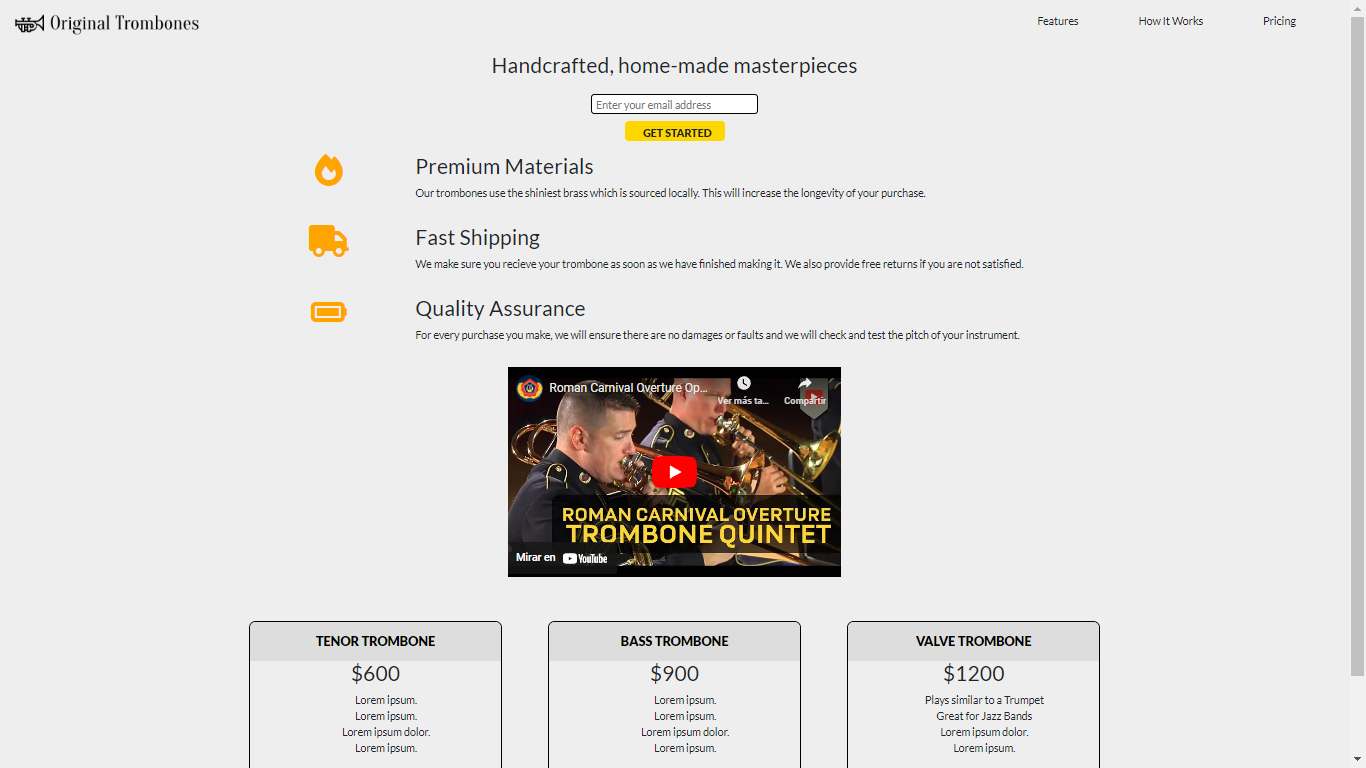 Original Trombones
Features
How It Works
Pricing
Handcrafted, home-made masterpieces
Enter your email address
GET STARTED
Premium Materials
Our trombones use the shiniest brass which is sourced locally. This will increase the longevity of your purchase.
Fast Shipping
We make sure you recieve your trombone as soon as we have finished making it. We also provide free returns if you are not satisfied.
Quality Assurance
For every purchase you make, we will ensure there are no damages or faults and we will check and test the pitch of your instrument.
Roman Carnival Overture Op...
Ver más ta...
Compartir
ROMAN CARNIVAL OVERTURE
TROMBONE QUINTET
Mirar en YouTube
TENOR TROMBONE
$600
Lorem ipsum.
Lorem ipsum.
Lorem ipsum dolor.
Lorem ipsum.
BASS TROMBONE
$900
Lorem ipsum.
Lorem ipsum.
Lorem ipsum dolor.
Lorem ipsum.
VALVE TROMBONE
$1200
Plays similar to a Trumpet
Great for Jazz Bands
Lorem ipsum dolor.
Lorem ipsum.